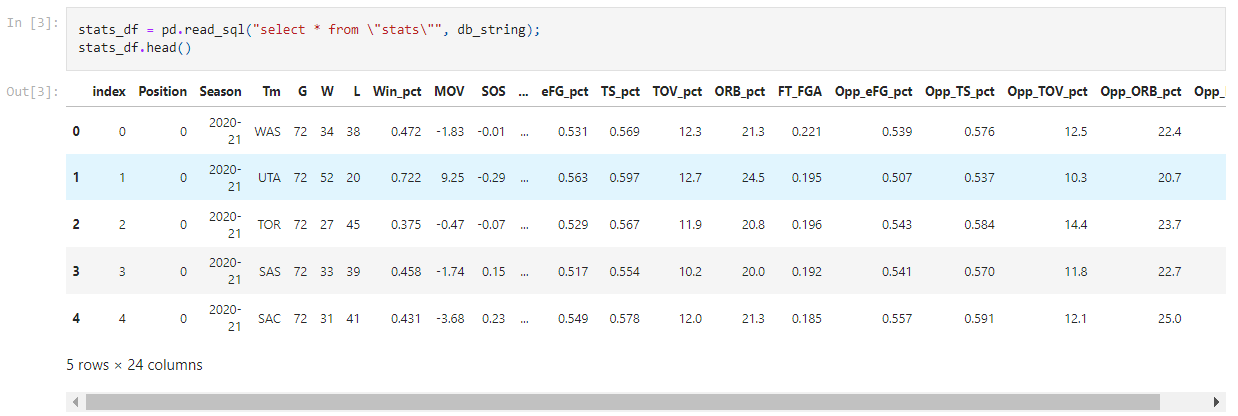 In [3]:
stats_df = pd.read_sql("select * from \"stats\"", db_string);
stats_df.head()
Out[3]:
index Position Season Tm G W L Win_pct MOV SOS ... eFG_pct TS_pct TOV_pct ORB_pct FT_FGA Opp_eFG_pct Opp_TS_pct Opp_TOV_pct Opp_ORB_pct Opp_
0 0 0 2020-21 WAS 72 34 38 0.472 -1.83 -0.01 ... 0.531 0.569 12.3 21.3 0.221 0.539 0.576 12.5 22.4
1 1 0 2020-21 UTA 72 52 20 0.722 9.25 -0.29 ... 0.563 0.597 12.7 24.5 0.195 0.507 0.537 10.3 20.7
2 2 0 2020-21 TOR 72 27 45 0.375 -0.47 -0.07 ... 0.529 0.567 11.9 20.8 0.196 0.543 0.584 14.4 23.7
3 3 0 2020-21 SAS 72 33 39 0.458 -1.74 0.15 ... 0.517 0.554 10.2 20.0 0.192 0.541 0.570 11.8 22.7
4 4 0 2020-21 SAC 72 31 41 0.431 -3.68 0.23 ... 0.549 0.578 12.0 21.3 0.185 0.557 0.591 12.1 25.0
5 rows × 24 columns